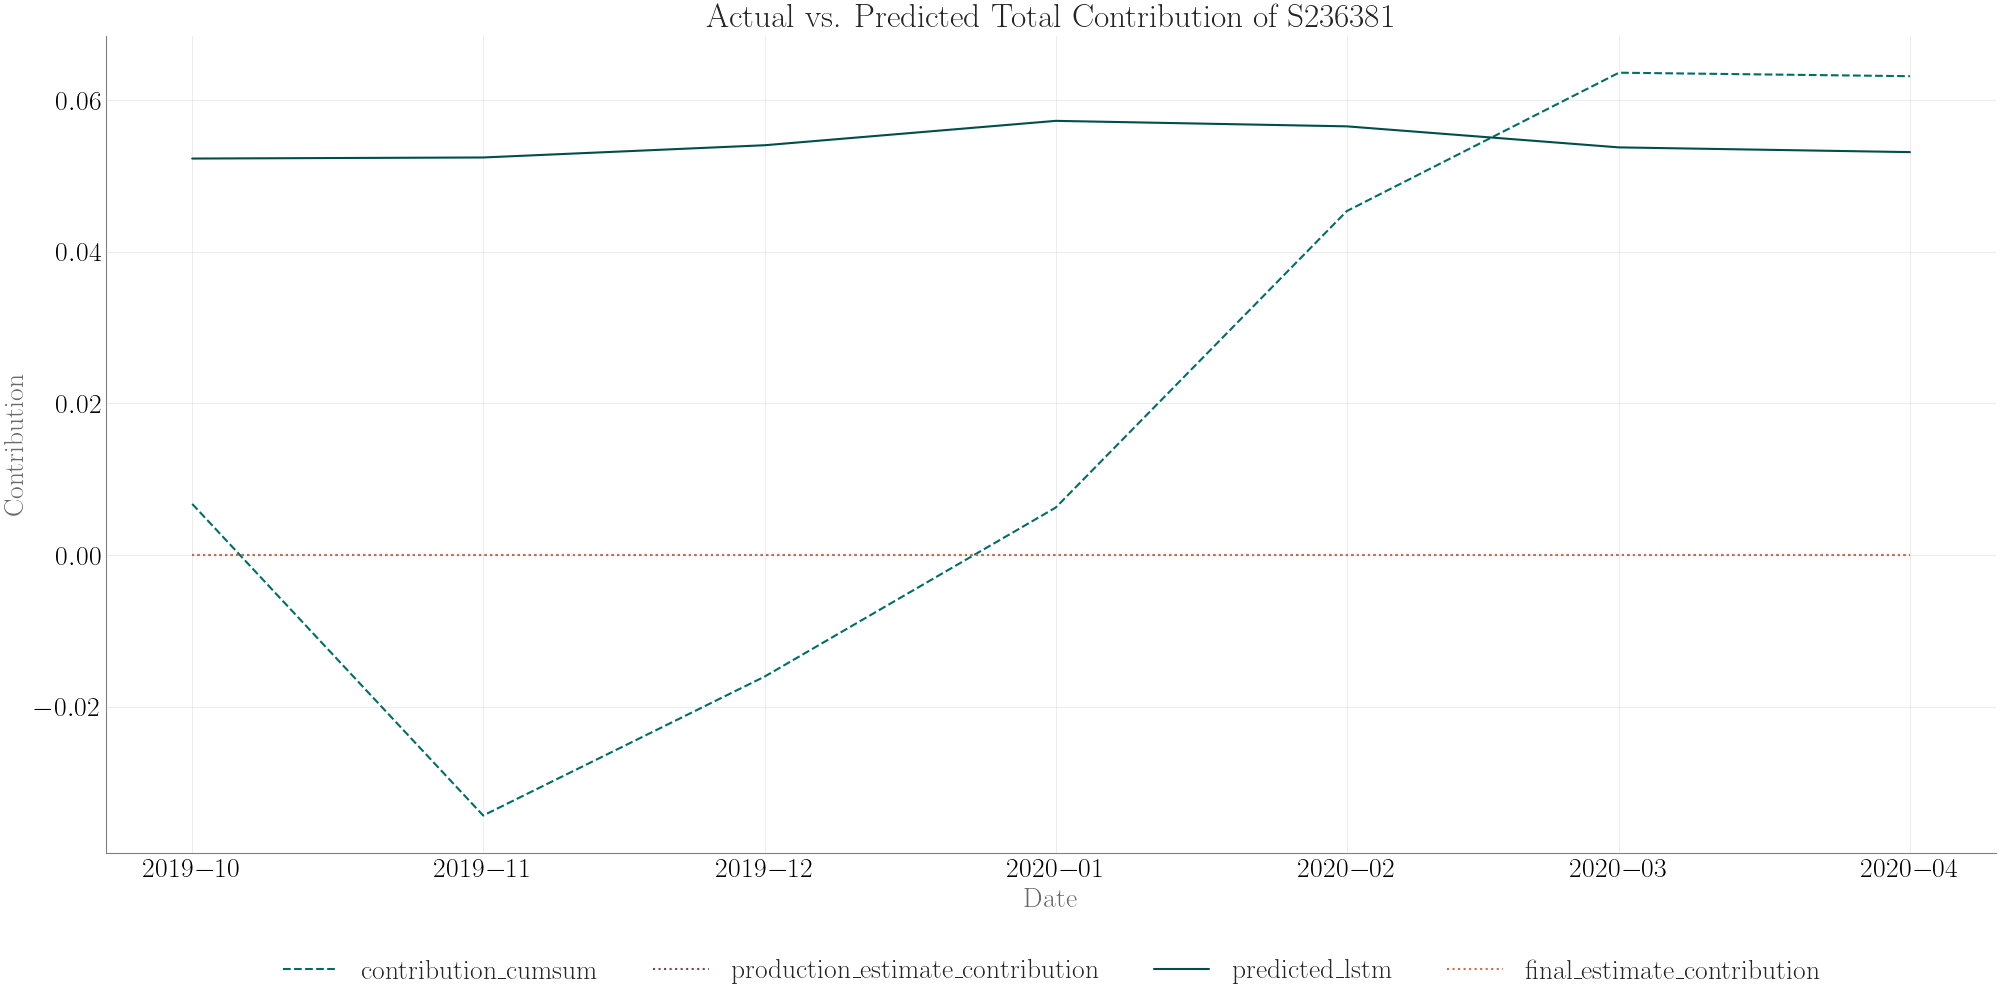 Actual vs. Predicted Total Contribution of S236381
0.06
0.04
0.02
0.00
−0.02
Contribution
2019−10 2019−11 2019−12 2020−01 2020−02 2020−03 2020−04
Date
contribution_cumsum production_estimate_contribution predicted_lstm final_estimate_contribution